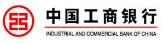 中国工商银行
INDUSTRIAL AND COMMERCIAL BANK OF CHINA